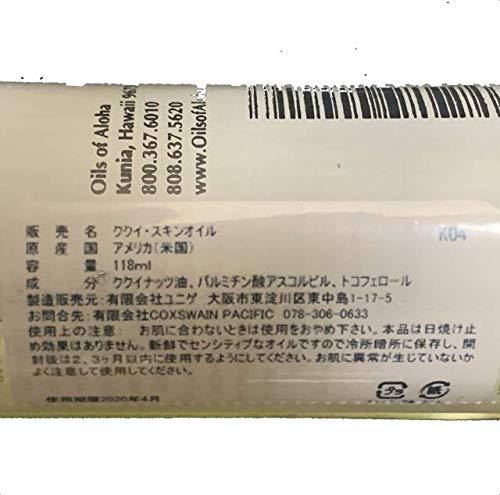 Oils of Aloha
Kunia, Hawaii
800.367.6010
808.637.5620
www.OilsofAlo
販売名 ククイ・スキンオイル
K04
原産国 アメリカ(米国)
容量 118ml
成分 ククイナッツ油、パルミチン酸アスコルビル、トコフェロール
製造販売元:有限会社ユニゲ 大阪市東淀川区東中島1-17-5
お問合先:有限会社COXSWAIN PACIFIC 078-306-0633
使用上の注意: お肌に合わないときは使用をおやめ下さい。本品は日焼け止
め効果はありません。新鮮でセンシティブなオイルですので冷所暗所に保存し、開
封後は2、3ヶ月以内に使用するようにしてください。お肌に異常が生じていないか
よく注意して使用してください。
使用期限2020年4月
プラ
紙